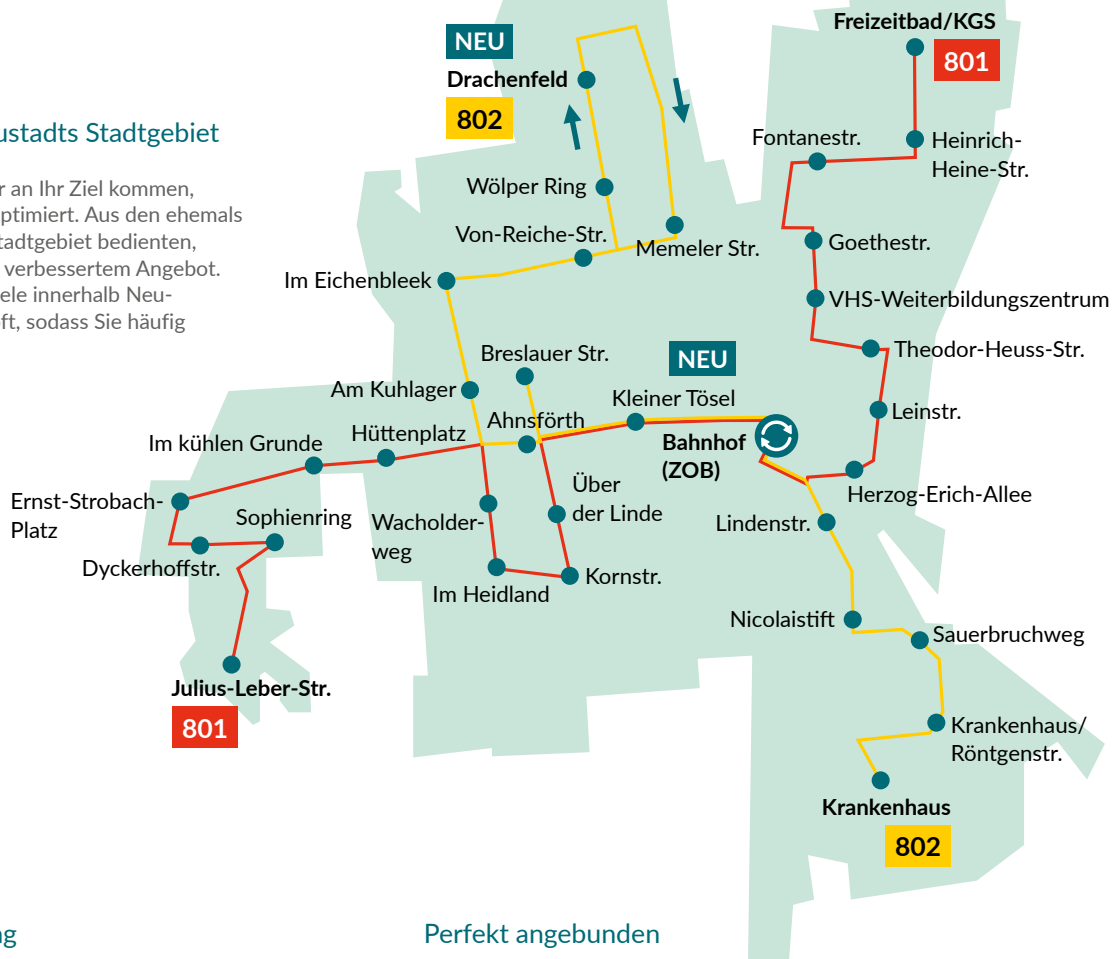 NEU
Drachenfeld
802
Freizeitbad/KGS
801
ustadts Stadtgebiet
r an Ihr Ziel kommen,
ptimiert. Aus den ehemals
tadtgebiet bedienten,
verbessertem Angebot.
ele innerhalb Neu-
ft, sodass Sie häufig
Fontanestr.
Heinrich-
Heine-Str.
Wölper Ring
Von-Reiche-Str.
Memeler Str.
Goethestr.
Im Eichenbleek
VHS-Weiterbildungszentrum
Breslauer Str.
NEU
Theodor-Heuss-Str.
Am Kuhlager
Kleiner Tösel
Ahnsförth
Leinstr.
Im kühlen Grunde
Hüttenplatz
Bahnhof
(ZOB)
Ernst-Strobach-
Platz
Sophienring
Wacholder-
weg
Über
der Linde
Herzog-Erich-Allee
Lindenstr.
Dyckerhoffstr.
Im Heidland
Kornstr.
Nicolaistift
Sauerbruchweg
Julius-Leber-Str.
801
Krankenhaus/
Röntgenstr.
Krankenhaus
802
ng
Perfekt angebunden